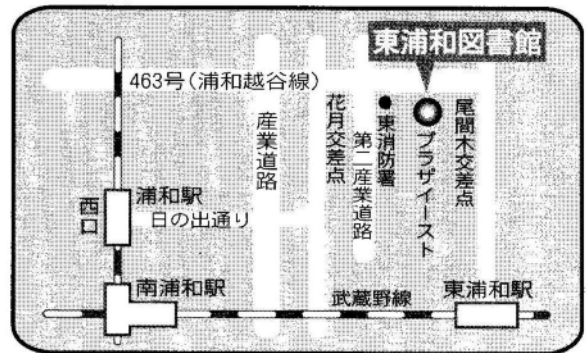 東浦和図書館
463号(浦和越谷線)
産業道路
花月交差点
第二産業道路
●東消防署
プラザイースト
尾間木交差点
西口
浦和駅
日の出通り
南浦和駅
武蔵野線
東浦和駅